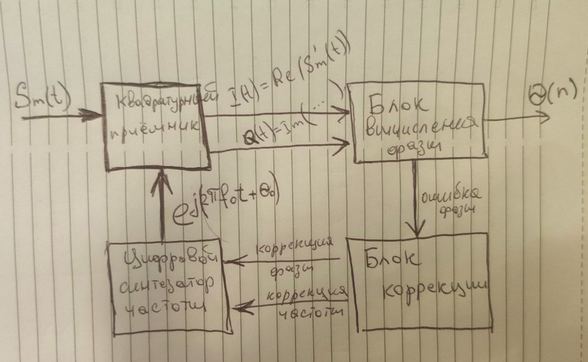 Sm(t)
Квадратурный
приёмник
I(t)=Re(S'm(t))
Q(t)=Im(...)
Блок
вычисления
фазы
Θ(n)
ej(2πf₀t+Θ₀)
ошибка
фазы
Цифровой
синтезатор
частоты
коррекция
фазы
коррекция
частоты
Блок
коррекции